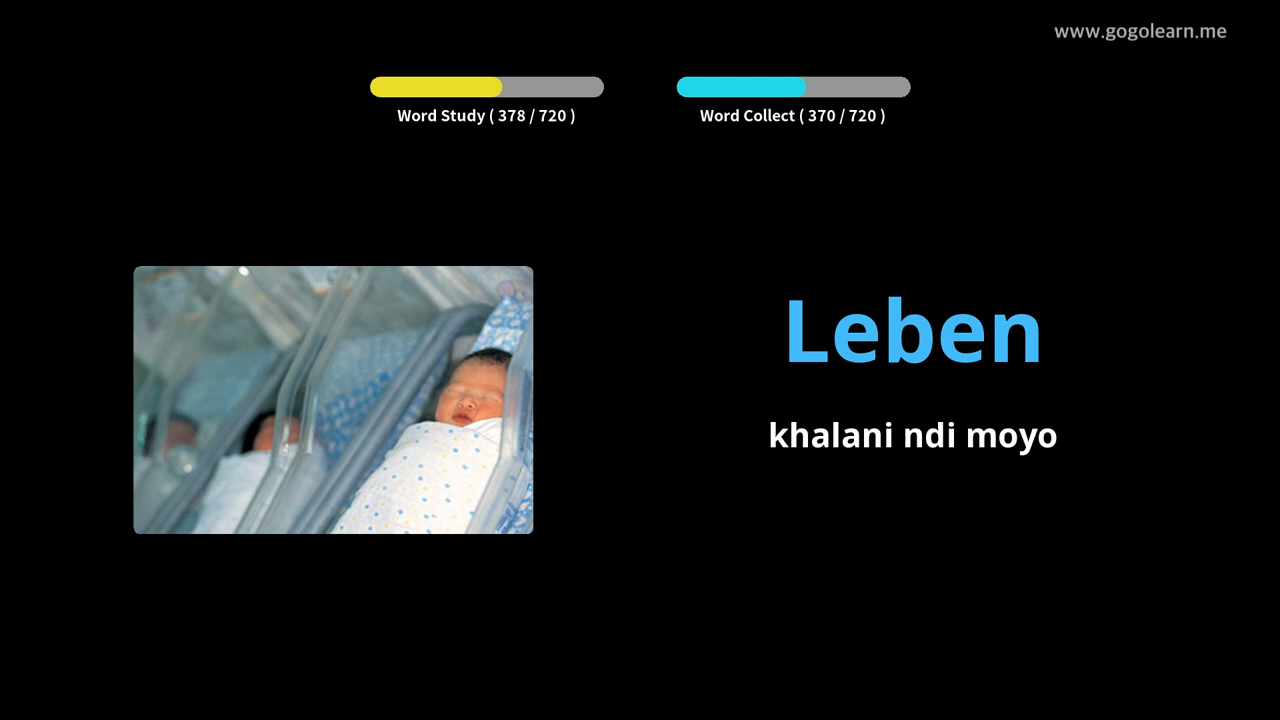 www.gogolearn.me
Word Study ( 378 / 720 )
Word Collect ( 370 / 720 )
Leben
khalani ndi moyo